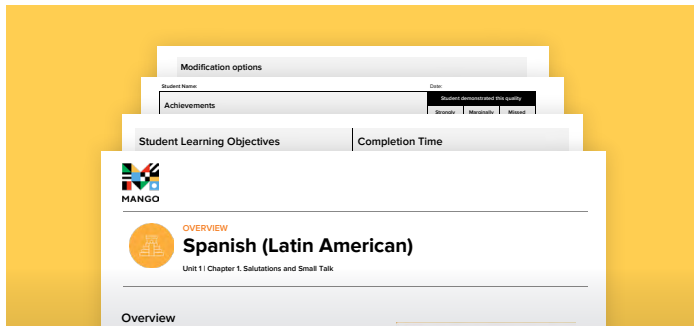 Modification options
Student Name:
Date:
Achievements
Student demonstrated this quality
Strongly
Marginally
Missed
Student Learning Objectives
Completion Time
MANGO
OVERVIEW
Spanish (Latin American)
Unit 1 | Chapter 1. Salutations and Small Talk
Overview